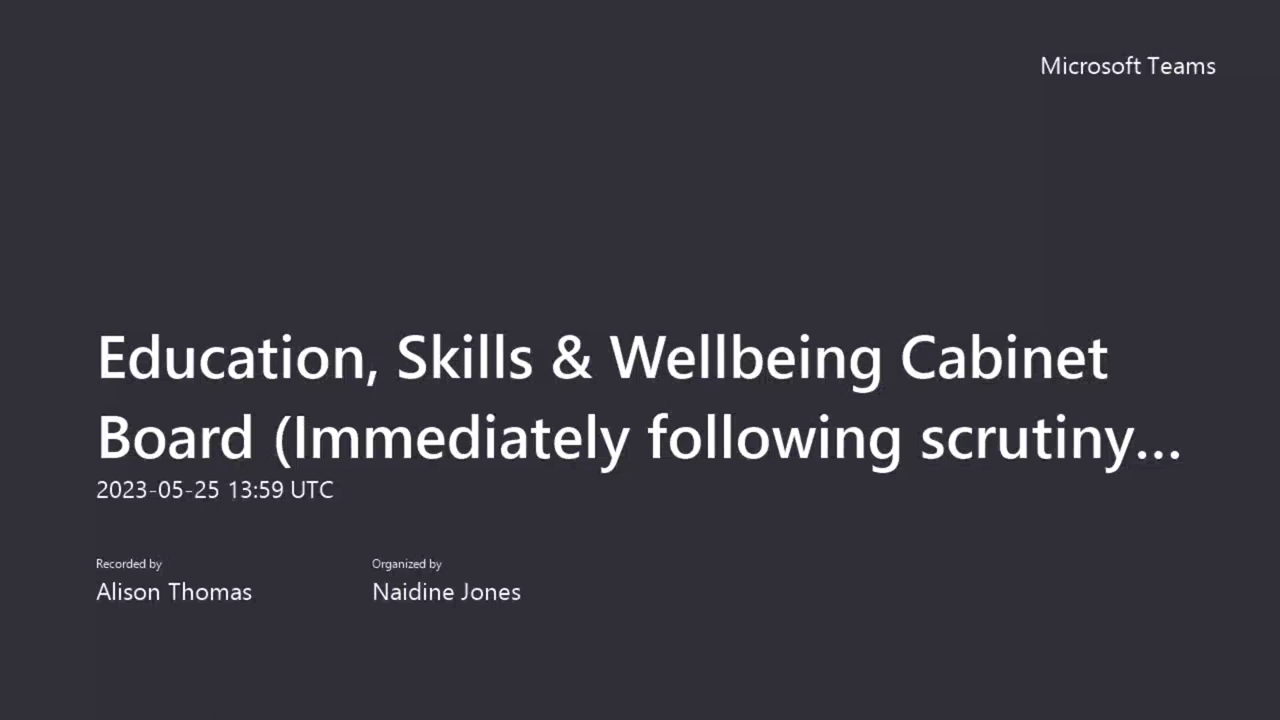 Microsoft Teams
Education, Skills & Wellbeing Cabinet
Board (Immediately following scrutiny...
2023-05-25 13:59 UTC
Recorded by
Organized by
Alison Thomas
Naidine Jones